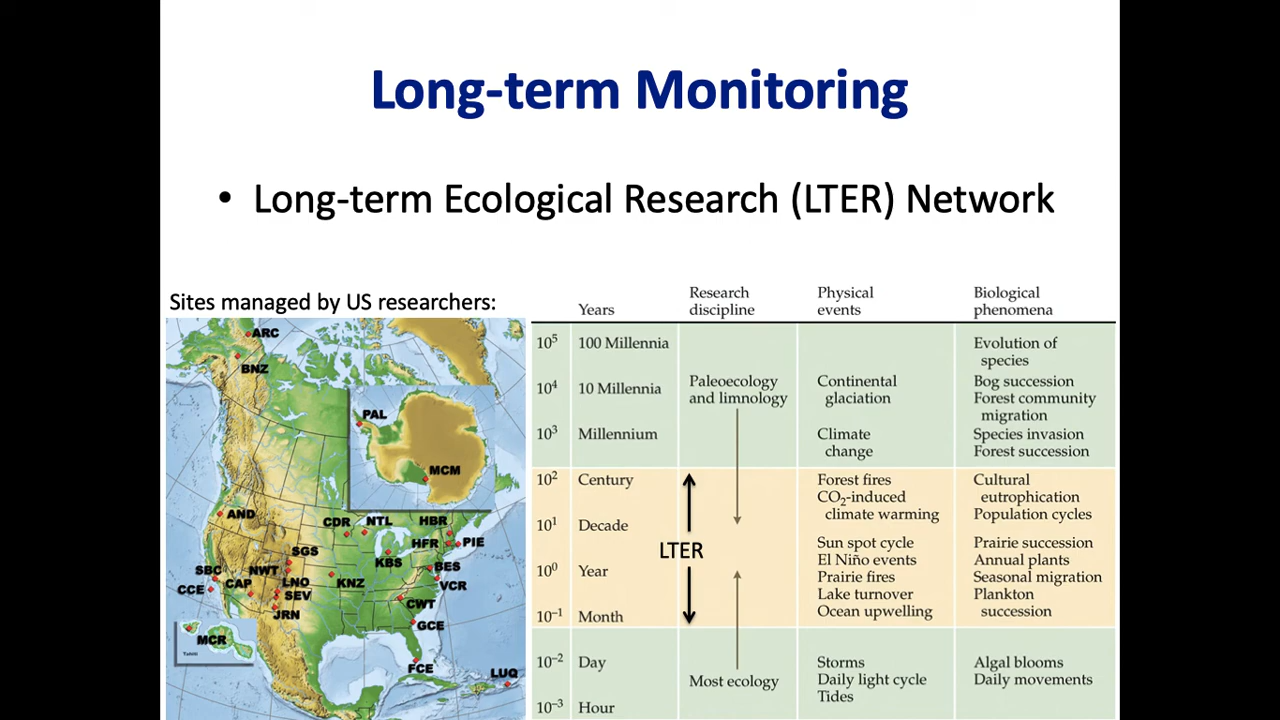 Long-term Monitoring
• Long-term Ecological Research (LTER) Network
Sites managed by US researchers:
ARC
BNZ
PAL
MCM
AND
CDR
NTL
HBR
HFR
PIE
SGS
KBS
BES
SBC
NWT
CCE
CAP
LNO
KNZ
SEV
VCR
CWT
JRN
GCE
MCR
Tahiti
FCE
LUQ
Years
Research
discipline
Physical
events
Biological
phenomena
10⁵ 100 Millennia
Evolution of
species
10⁴ 10 Millennia
Paleoecology
and limnology
Continental
glaciation
Bog succession
Forest community
migration
10³ Millennium
Climate
change
Species invasion
Forest succession
10² Century
Forest fires
CO₂-induced
climate warming
Cultural
eutrophication
Population cycles
10¹ Decade
LTER
Sun spot cycle
El Niño events
Prairie fires
Lake turnover
Ocean upwelling
Prairie succession
Annual plants
Seasonal migration
Plankton
succession
10⁰ Year
10⁻¹ Month
10⁻² Day
Most ecology
Storms
Daily light cycle
Tides
Algal blooms
Daily movements
10⁻³ Hour